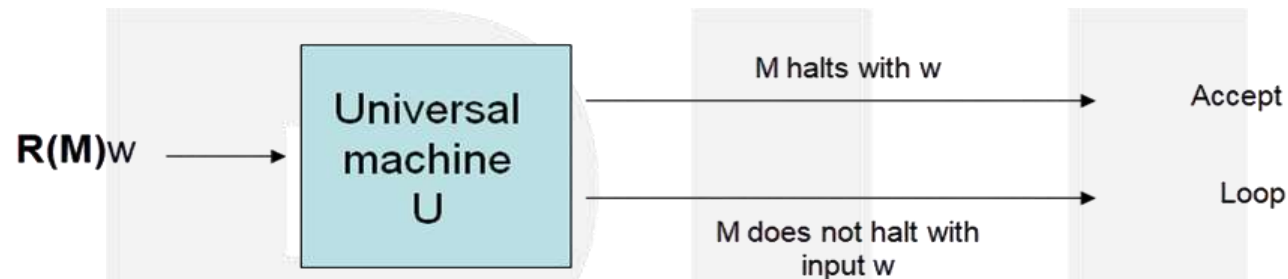 M halts with w
Accept
Universal
machine
U
R(M)w
Loop
M does not halt with
input w